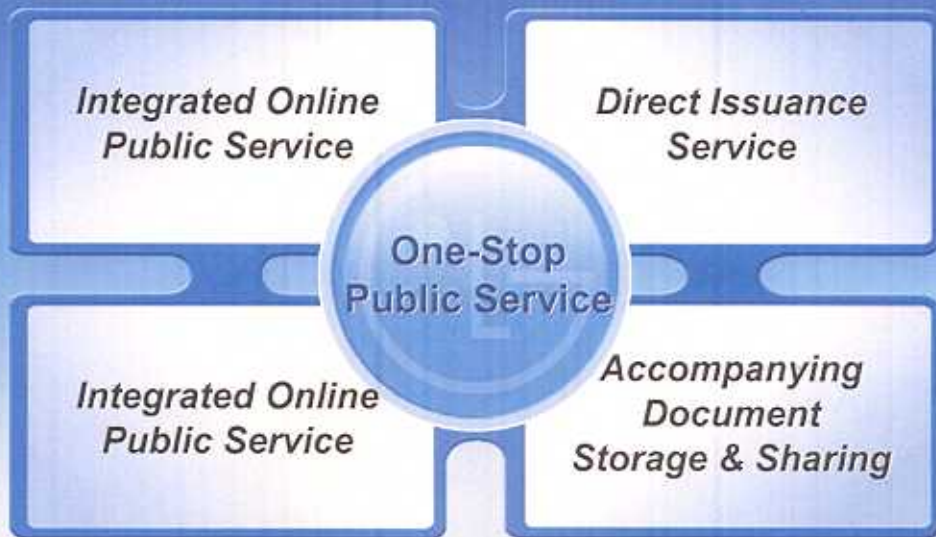 Integrated Online
Public Service
Direct Issuance
Service
One-Stop
Public Service
Integrated Online
Public Service
Accompanying
Document
Storage & Sharing